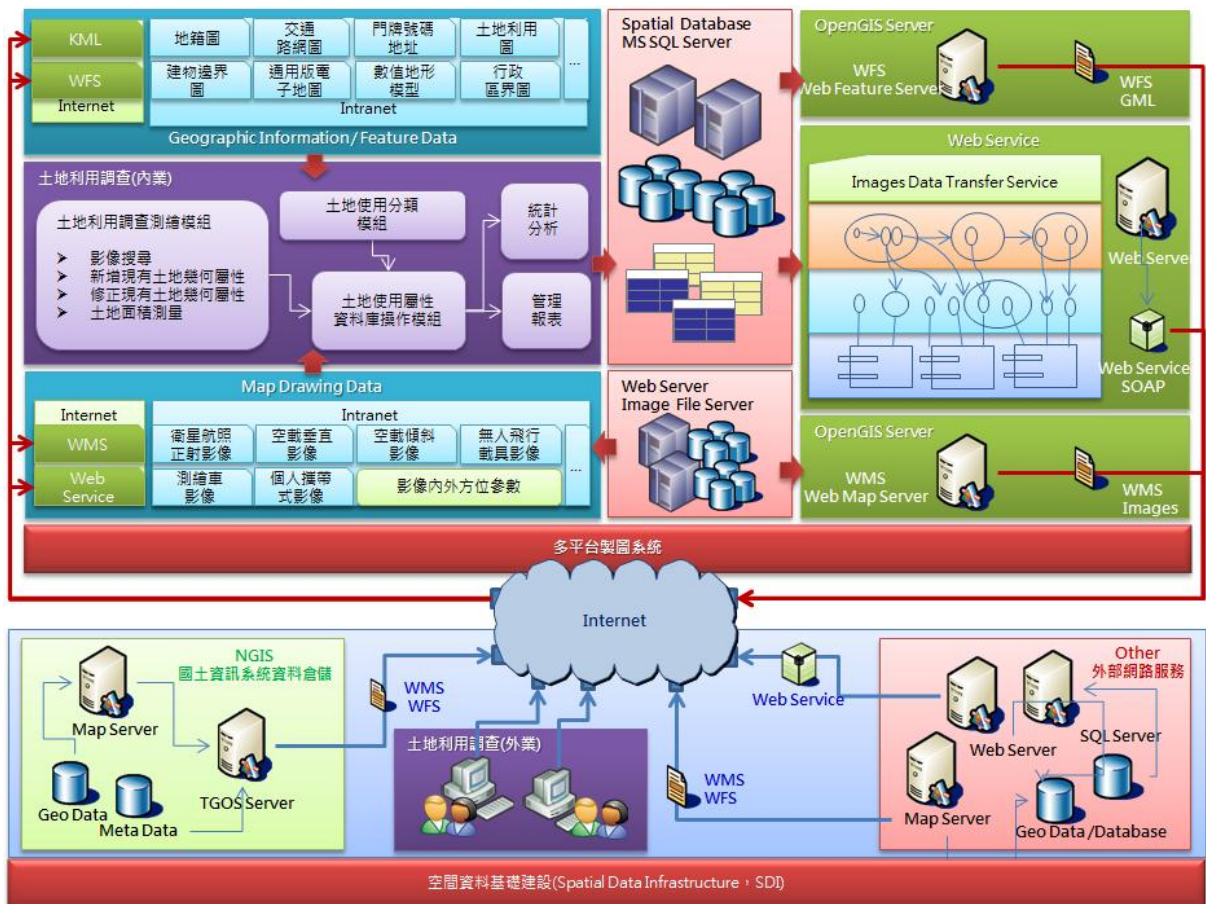 KML
WFS
Internet
地籍圖
交通
路網圖
門牌號碼
地址
土地利用
圖
...
建物邊界
圖
通用版電
子地圖
數值地形
模型
行政
區界圖
Intranet
Geographic Information/ Feature Data
土地利用調查(內業)
土地利用調查測繪模組
➤ 影像搜尋
➤ 新增現有土地幾何屬性
➤ 修正現有土地幾何屬性
➤ 土地面積測量
土地使用分類
模組
土地使用屬性
資料庫操作模組
統計
分析
管理
報表
Map Drawing Data
Internet
WMS
Web
Service
Intranet
衛星航照
正射影像
空載垂直
影像
空載傾斜
影像
無人飛行
載具影像
...
測繪車
影像
個人攜帶
式影像
影像內外方位參數
Spatial Database
MS SQL Server
Web Server
Image File Server
OpenGIS Server
WFS
Web Feature Server
WFS
GML
Web Service
Images Data Transfer Service
Web Server
Web Service
SOAP
OpenGIS Server
WMS
Web Map Server
WMS
Images
多平台製圖系統
Internet
NGIS
國土資訊系統資料倉儲
Map Server
TGOS Server
Geo Data
Meta Data
WMS
WFS
土地利用調查(外業)
Web Service
WMS
WFS
Other
外部網路服務
Web Server
SQL Server
Map Server
Geo Data /Database
空間資料基礎建設(Spatial Data Infrastructure，SDI)